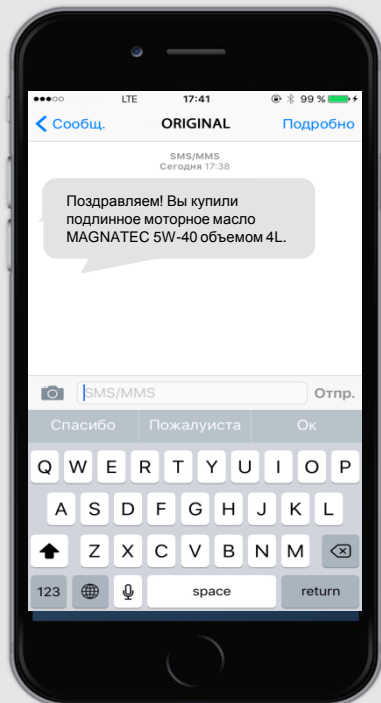 LTE 17:41 99 %
Сообщ. ORIGINAL Подробно
SMS/MMS
Сегодня 17:38
Поздравляем! Вы купили
подлинное моторное масло
MAGNATEC 5W-40 объемом 4L.
SMS/MMS Отпр.
Спасибо Пожалуиста Ок
Q W E R T Y U I O P
A S D F G H J K L
Z X C V B N M
123 space return